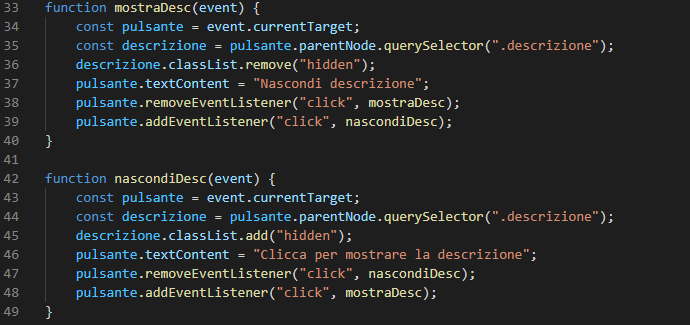 33 function mostraDesc(event) {
34     const pulsante = event.currentTarget;
35     const descrizione = pulsante.parentNode.querySelector(".descrizione");
36     descrizione.classList.remove("hidden");
37     pulsante.textContent = "Nascondi descrizione";
38     pulsante.removeEventListener("click", mostraDesc);
39     pulsante.addEventListener("click", nascondiDesc);
40 }
41
42 function nascondiDesc(event) {
43     const pulsante = event.currentTarget;
44     const descrizione = pulsante.parentNode.querySelector(".descrizione");
45     descrizione.classList.add("hidden");
46     pulsante.textContent = "Clicca per mostrare la descrizione";
47     pulsante.removeEventListener("click", nascondiDesc);
48     pulsante.addEventListener("click", mostraDesc);
49 }